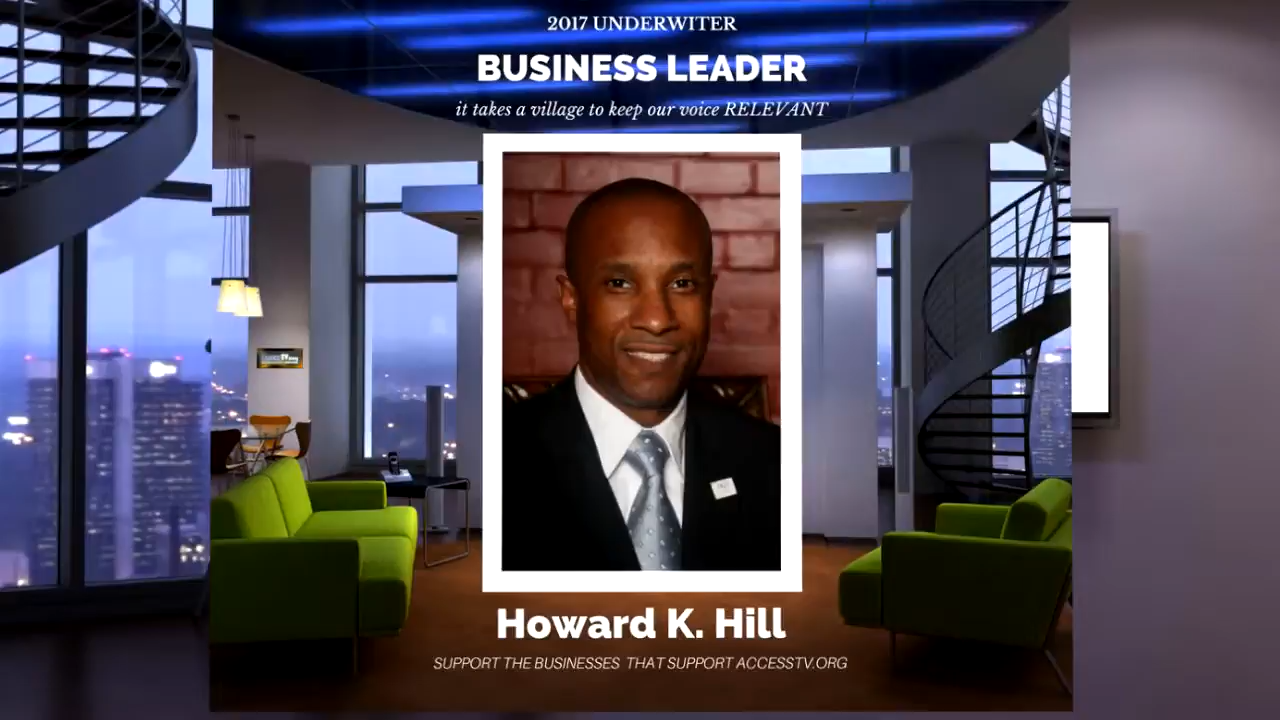 2017 UNDERWITER
BUSINESS LEADER
it takes a village to keep our voice RELEVANT
Howard K. Hill
SUPPORT THE BUSINESSES THAT SUPPORT ACCESSTV.ORG